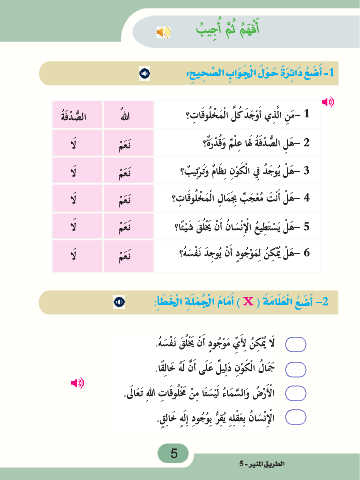 أَفْهَمُ ثُمَّ أُجِيبُ
1- أَضَعُ دَائِرَةً حَوْلَ الْجَوَابِ الصَّحِيحِ:
1 -مَنِ الَّذِي أَوْجَدَ كُلَّ الْمَخْلُوقَاتِ؟ اللهُ الصُّدْفَةُ
2 -هَلِ الصُّدْفَةُ لَهَا عِلْمٌ وَقُدْرَةٌ؟ نَعَمْ لَا
3 -هَلْ يُوجَدُ فِي الْكَوْنِ نِظَامٌ وَتَرْتِيبٌ؟ نَعَمْ لَا
4 -هَلْ أَنْتَ مُعْجَبٌ بِجَمَالِ الْمَخْلُوقَاتِ؟ نَعَمْ لَا
5 -هَلْ يَسْتَطِيعُ الْإِنْسَانُ أَنْ يَخْلُقَ شَيْئًا؟ نَعَمْ لَا
6 -هَلْ يُمْكِنُ لِمَوْجُودٍ أَنْ يُوجِدَ نَفْسَهُ؟ نَعَمْ لَا
2- أَضَعُ الْعَلَامَةَ ( X ) أَمَامَ الْجُمْلَةِ الْخَطَأِ:
لَا يُمْكِنُ لِأَيِّ مَوْجُودٍ أَنْ يَخْلُقَ نَفْسَهُ.
جَمَالُ الْكَوْنِ دَلِيلٌ عَلَى أَنَّ لَهُ خَالِقًا.
الْأَرْضُ وَالسَّمَاءُ لَيْسَتَا مِنْ مَخْلُوقَاتِ اللهِ تَعَالَى.
الْإِنْسَانُ بِعَقْلِهِ يُقِرُّ بِوُجُودِ إِلَهٍ خَالِقٍ.
5
الطريق المنير - 5